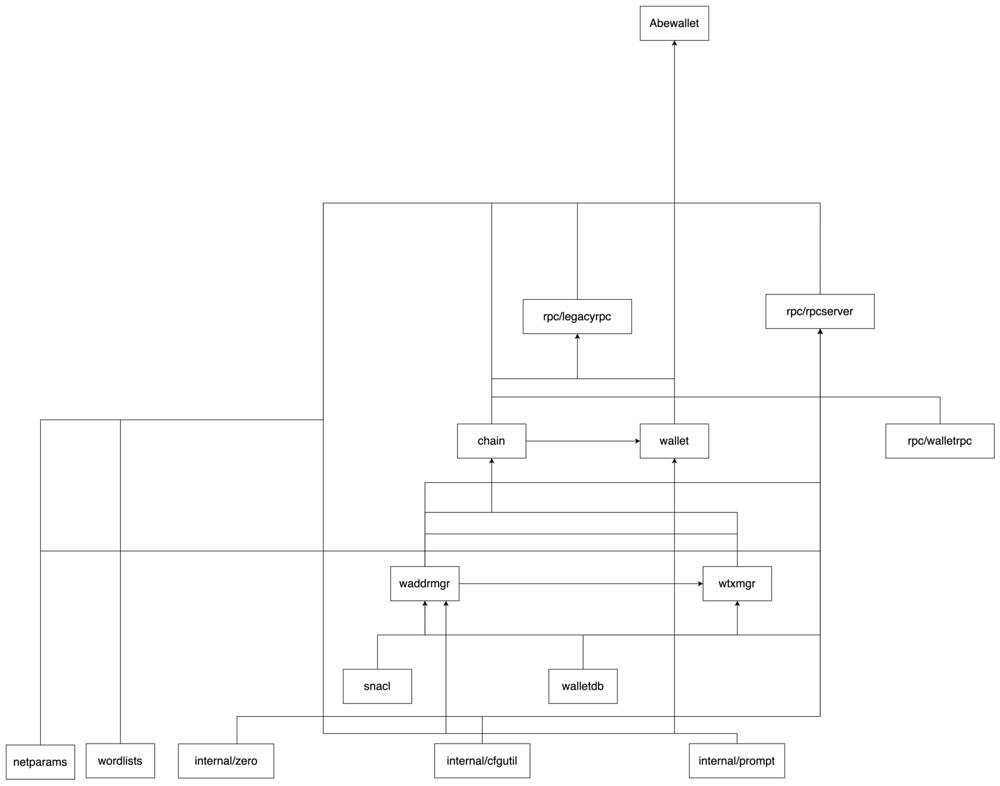 Abewallet
rpc/legacyrpc
rpc/rpcserver
chain
wallet
rpc/walletrpc
waddrmgr
wtxmgr
snacl
walletdb
netparams
wordlists
internal/zero
internal/cfgutil
internal/prompt